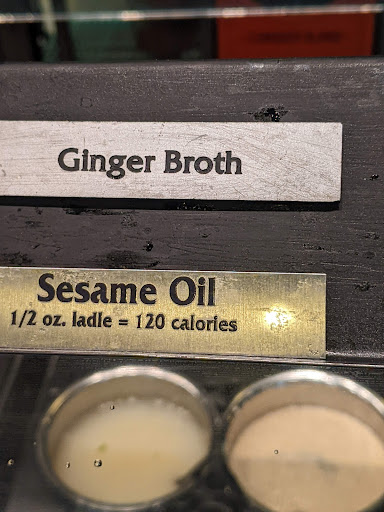 Ginger Broth
Sesame Oil
1/2 oz. ladle = 120 calories